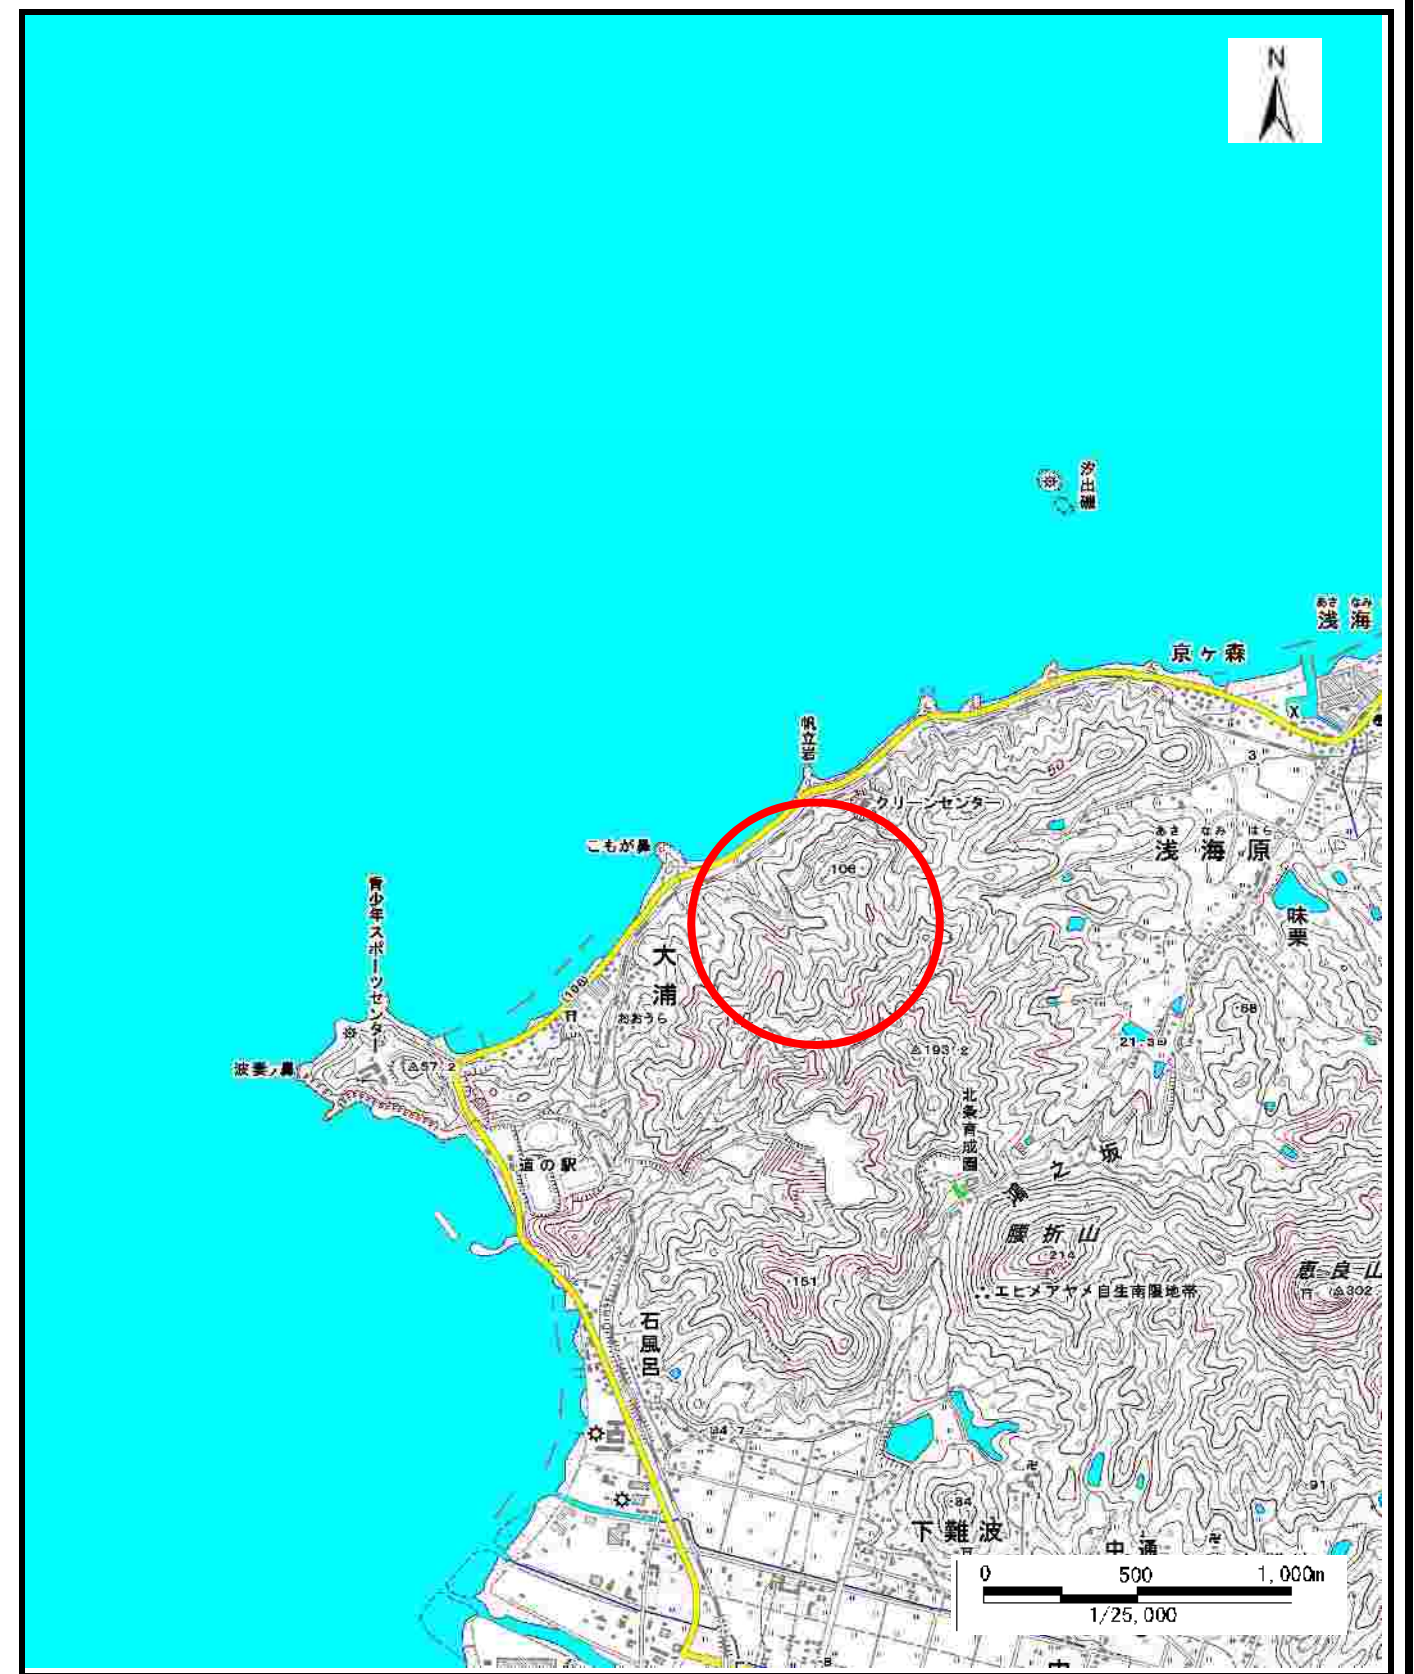 N
汐出磯
あさ なみ
浅海
京ヶ森
帆立岩
3
50
クリーンセンター
あさ なみ はら
浅海原
こもが鼻
106
味栗
青少年スポーツセンター
大浦
おおうら
196
68
21・3
△193・2
波妻ノ鼻
△57・2
北条育成園
道の駅
鴻之坂
腰折山
・214
恵良山
△302
エヒメアヤメ自生南限地帯
・151
石風呂
34・7
・91
・84
下難波
中通
0 500 1,000m
1/25,000